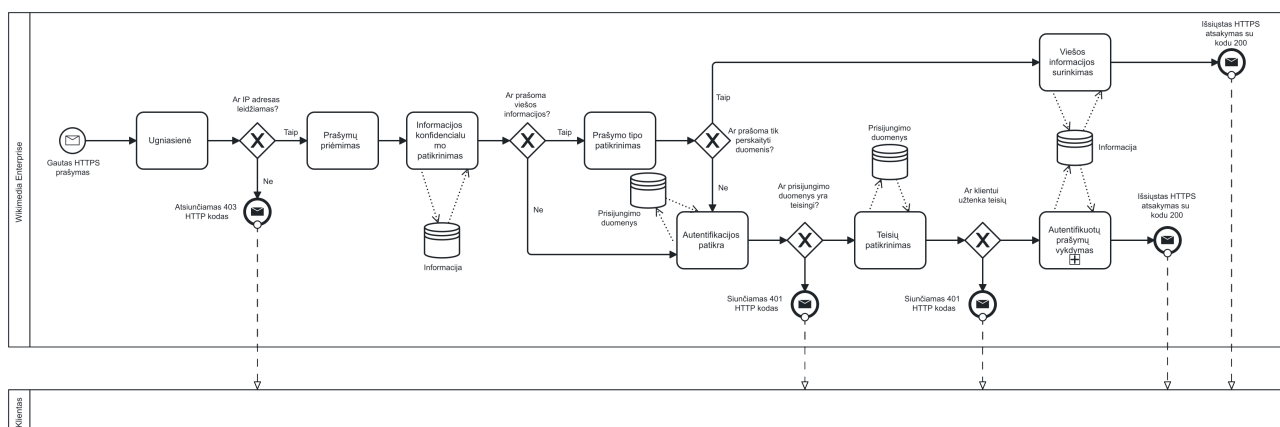 Wikimedia Enterprise
Gautas HTTPS
prašymas
Ugniasienė
Ar IP adresas
leidžiamas?
Taip
Ne
Atsiunčiamas 403
HTTP kodas
Prašymų
priėmimas
Informacijos
konfidencialu
mo
patikrinimas
Informacija
Ar prašoma
viešos
informacijos?
Taip
Ne
Prašymo tipo
patikrinimas
Ar prašoma tik
perskaityti
duomenis?
Taip
Ne
Prisijungimo
duomenys
Autentifikacijos
patikra
Ar prisijungimo
duomenys yra
teisingi?
Siunčiamas 401
HTTP kodas
Prisijungimo
duomenys
Teisių
patikrinimas
Ar klientui
užtenka teisių
Siunčiamas 401
HTTP kodas
Viešos
informacijos
surinkimas
Informacija
Autentifikuotų
prašymų
vykdymas
Išsiųstas HTTPS
atsakymas su
kodu 200
Išsiųstas HTTPS
atsakymas su
kodu 200
Klientas